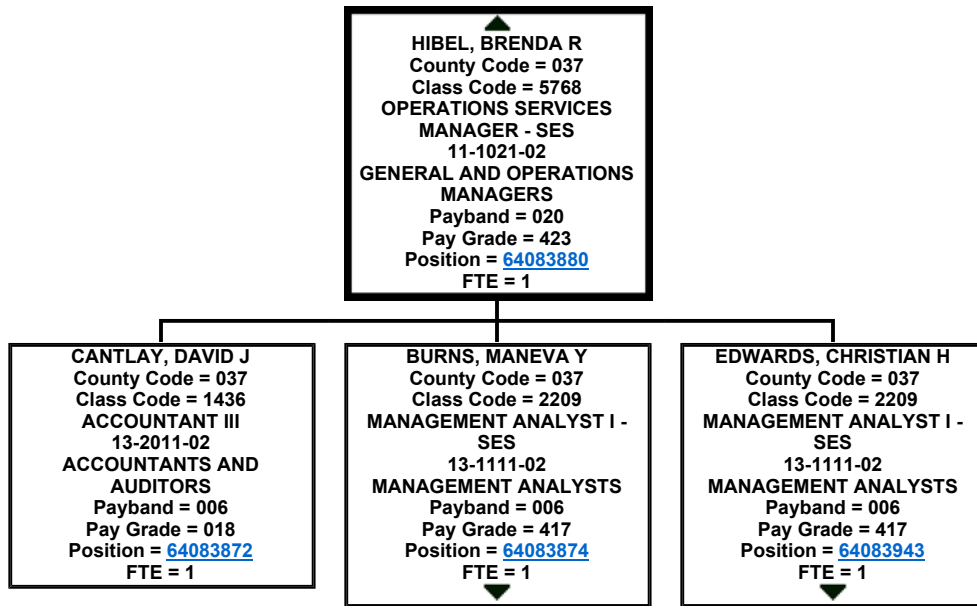 HIBEL, BRENDA R
County Code = 037
Class Code = 5768
OPERATIONS SERVICES
MANAGER - SES
11-1021-02
GENERAL AND OPERATIONS
MANAGERS
Payband = 020
Pay Grade = 423
Position = 64083880
FTE = 1
CANTLAY, DAVID J
County Code = 037
Class Code = 1436
ACCOUNTANT III
13-2011-02
ACCOUNTANTS AND
AUDITORS
Payband = 006
Pay Grade = 018
Position = 64083872
FTE = 1
BURNS, MANEVA Y
County Code = 037
Class Code = 2209
MANAGEMENT ANALYST I -
SES
13-1111-02
MANAGEMENT ANALYSTS
Payband = 006
Pay Grade = 417
Position = 64083874
FTE = 1
EDWARDS, CHRISTIAN H
County Code = 037
Class Code = 2209
MANAGEMENT ANALYST I -
SES
13-1111-02
MANAGEMENT ANALYSTS
Payband = 006
Pay Grade = 417
Position = 64083943
FTE = 1